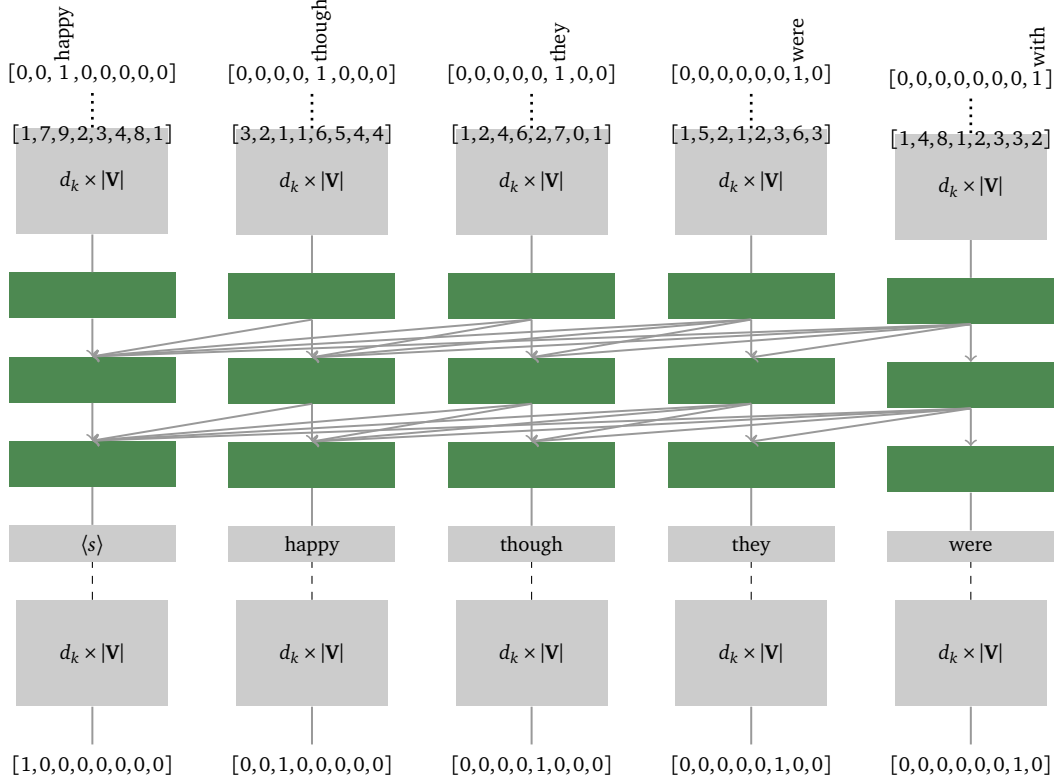 happy though they were with
[0,0, 1 ,0,0,0,0,0] [0,0,0,0, 1 ,0,0,0] [0,0,0,0,0, 1 ,0,0] [0,0,0,0,0,0,1,0] [0,0,0,0,0,0,0,1]
[1,7,9,2,3,4,8,1] [3,2,1,1,6,5,4,4] [1,2,4,6,2,7,0,1] [1,5,2,1,2,3,6,3] [1,4,8,1,2,3,3,2]
d_k × |V| d_k × |V| d_k × |V| d_k × |V| d_k × |V|
⟨s⟩ happy though they were
d_k × |V| d_k × |V| d_k × |V| d_k × |V| d_k × |V|
[1,0,0,0,0,0,0,0] [0,0,1,0,0,0,0,0] [0,0,0,0,1,0,0,0] [0,0,0,0,0,1,0,0] [0,0,0,0,0,0,1,0]